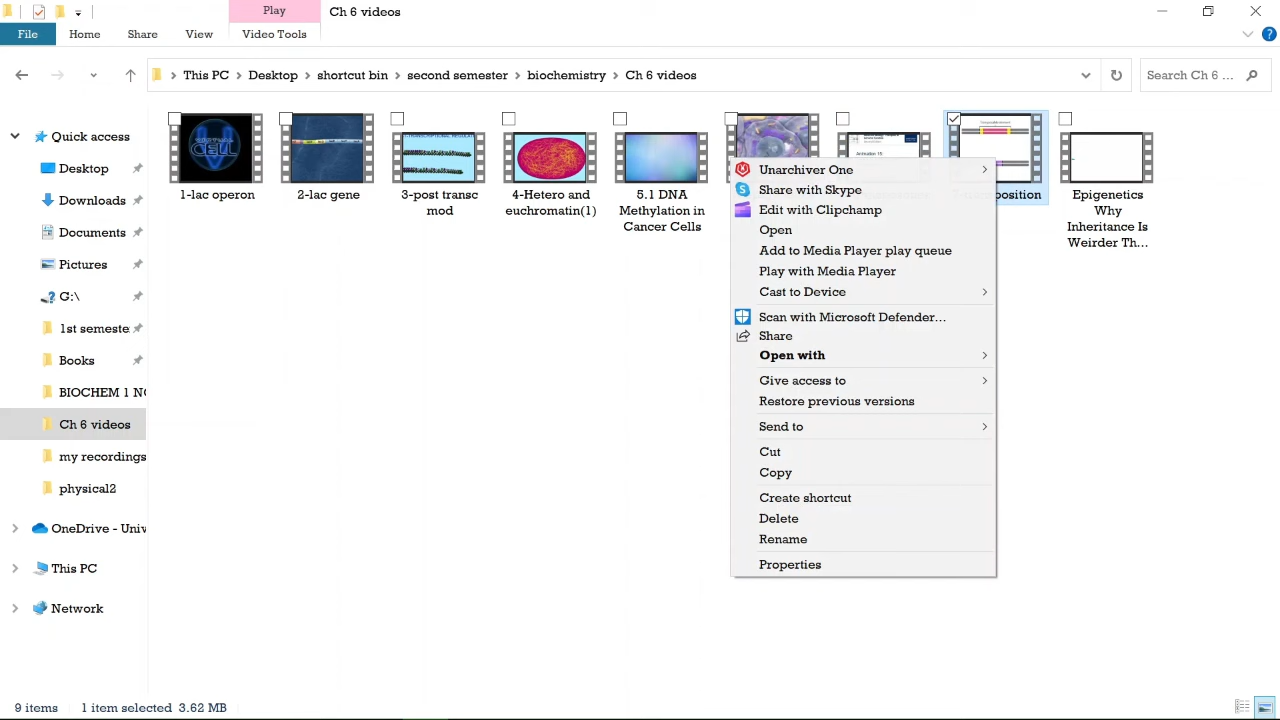 Play
Ch 6 videos
File
Home
Share
View
Video Tools
This PC
Desktop
shortcut bin
second semester
biochemistry
Ch 6 videos
Search Ch 6 ...
Quick access
Desktop
Downloads
Documents
Pictures
G:\
1st semeste
Books
BIOCHEM 1 NO
Ch 6 videos
my recordings
physical2
OneDrive - Univ
This PC
Network
VIRTUAL
CELL
1-lac operon
2-lac gene
3-post transc
mod
4-Hetero and
euchromatin(1)
5.1 DNA
Methylation in
Cancer Cells
Animation 15
position
Epigenetics
Why
Inheritance Is
Weirder Th...
Unarchiver One
Share with Skype
Edit with Clipchamp
Open
Add to Media Player play queue
Play with Media Player
Cast to Device
Scan with Microsoft Defender...
Share
Open with
Give access to
Restore previous versions
Send to
Cut
Copy
Create shortcut
Delete
Rename
Properties
9 items
1 item selected 3.62 MB